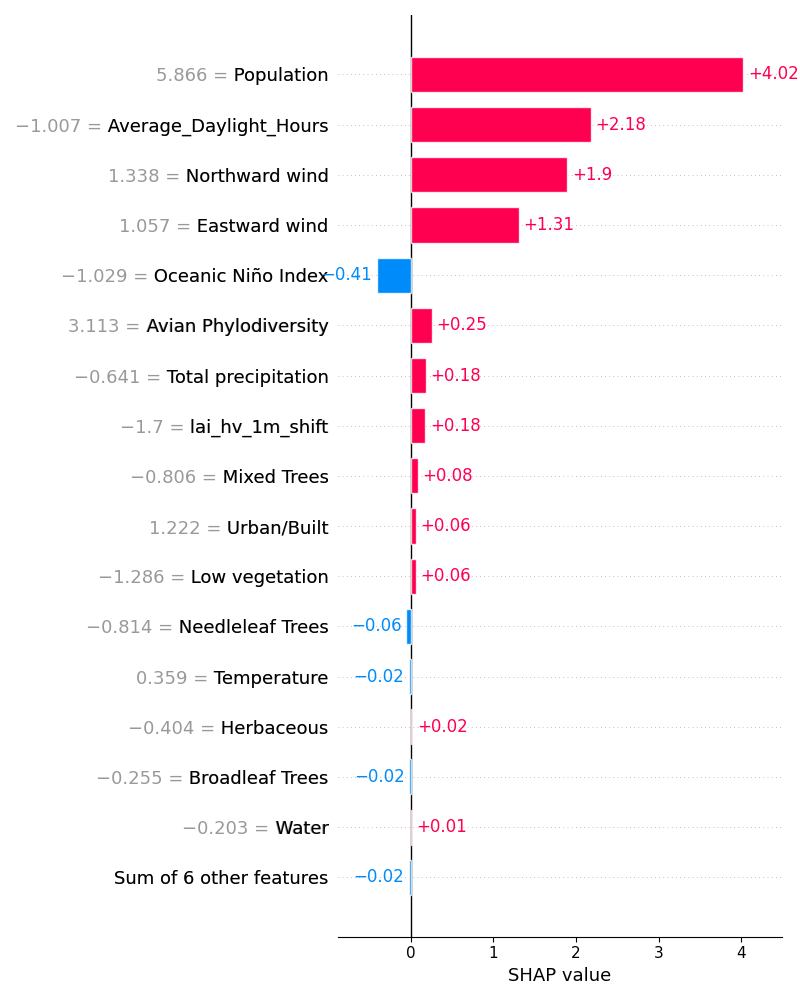 5.866 = Population +4.02
−1.007 = Average_Daylight_Hours +2.18
1.338 = Northward wind +1.9
1.057 = Eastward wind +1.31
−1.029 = Oceanic Niño Index −0.41
3.113 = Avian Phylodiversity +0.25
−0.641 = Total precipitation +0.18
−1.7 = lai_hv_1m_shift +0.18
−0.806 = Mixed Trees +0.08
1.222 = Urban/Built +0.06
−1.286 = Low vegetation +0.06
−0.814 = Needleleaf Trees −0.06
0.359 = Temperature −0.02
−0.404 = Herbaceous +0.02
−0.255 = Broadleaf Trees −0.02
−0.203 = Water +0.01
Sum of 6 other features −0.02
0 1 2 3 4
SHAP value